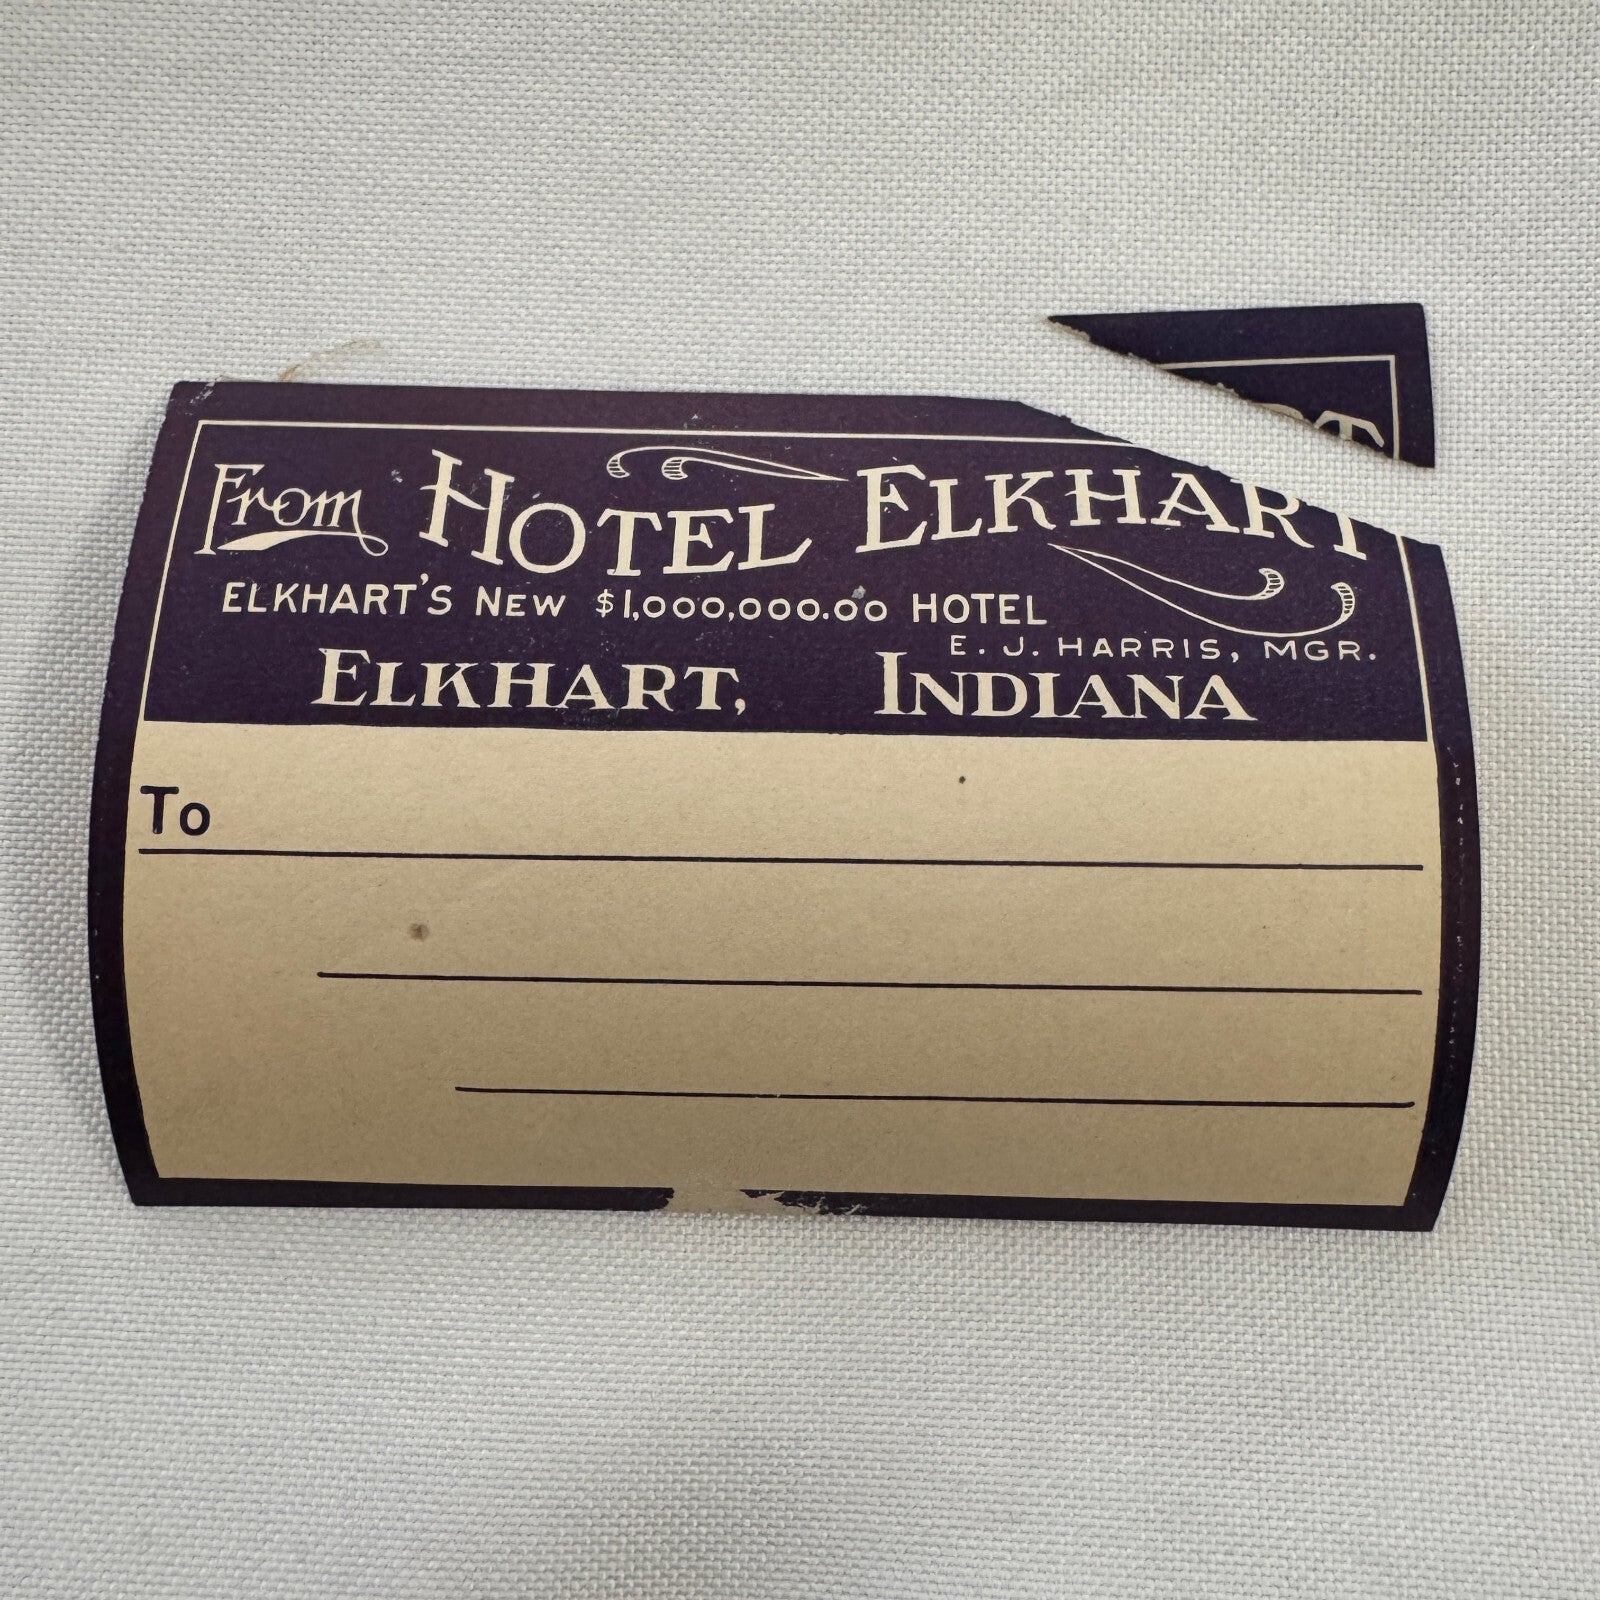 From HOTEL ELKHART
ELKHART'S NEW $1,000,000.00 HOTEL
E. J. HARRIS, MGR.
ELKHART, INDIANA
To